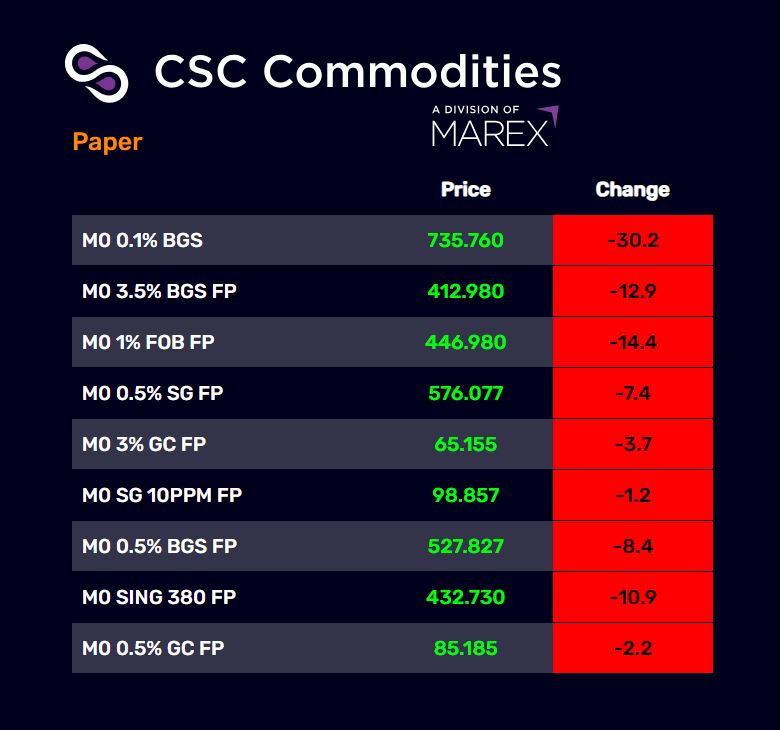 CSC Commodities
A DIVISION OF
MAREX
Paper
Price Change
M0 0.1% BGS 735.760 -30.2
M0 3.5% BGS FP 412.980 -12.9
M0 1% FOB FP 446.980 -14.4
M0 0.5% SG FP 576.077 -7.4
M0 3% GC FP 65.155 -3.7
M0 SG 10PPM FP 98.857 -1.2
M0 0.5% BGS FP 527.827 -8.4
M0 SING 380 FP 432.730 -10.9
M0 0.5% GC FP 85.185 -2.2